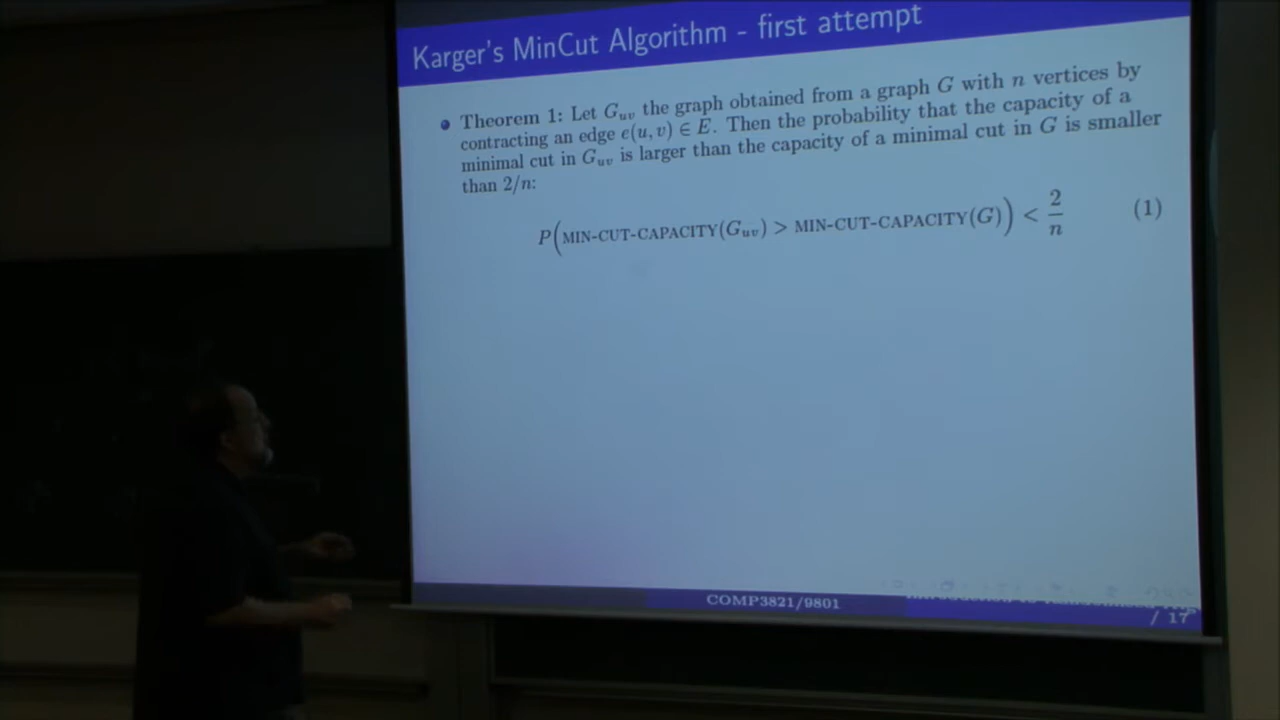 Karger's MinCut Algorithm - first attempt
Theorem 1: Let G_uv the graph obtained from a graph G with n vertices by
contracting an edge e(u, v) ∈ E. Then the probability that the capacity of a
minimal cut in G_uv is larger than the capacity of a minimal cut in G is smaller
than 2/n:
P(MIN-CUT-CAPACITY(G_uv) > MIN-CUT-CAPACITY(G)) < 2/n (1)
COMP3821/9801
/ 17